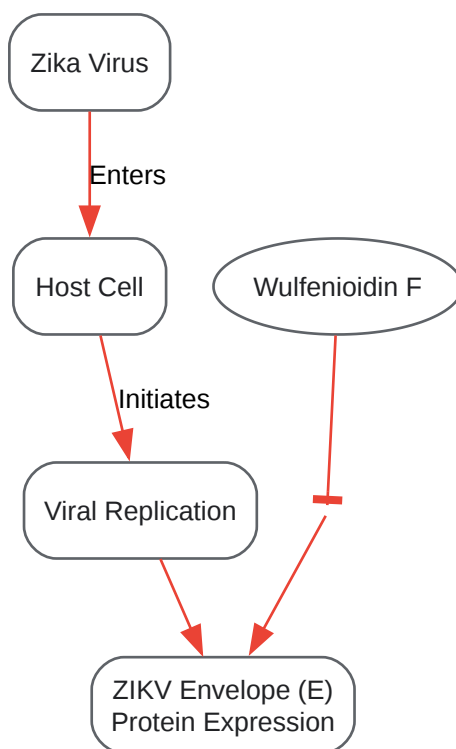 Zika Virus
Enters
Host Cell
Wulfenioidin F
Initiates
Viral Replication
ZIKV Envelope (E)
Protein Expression